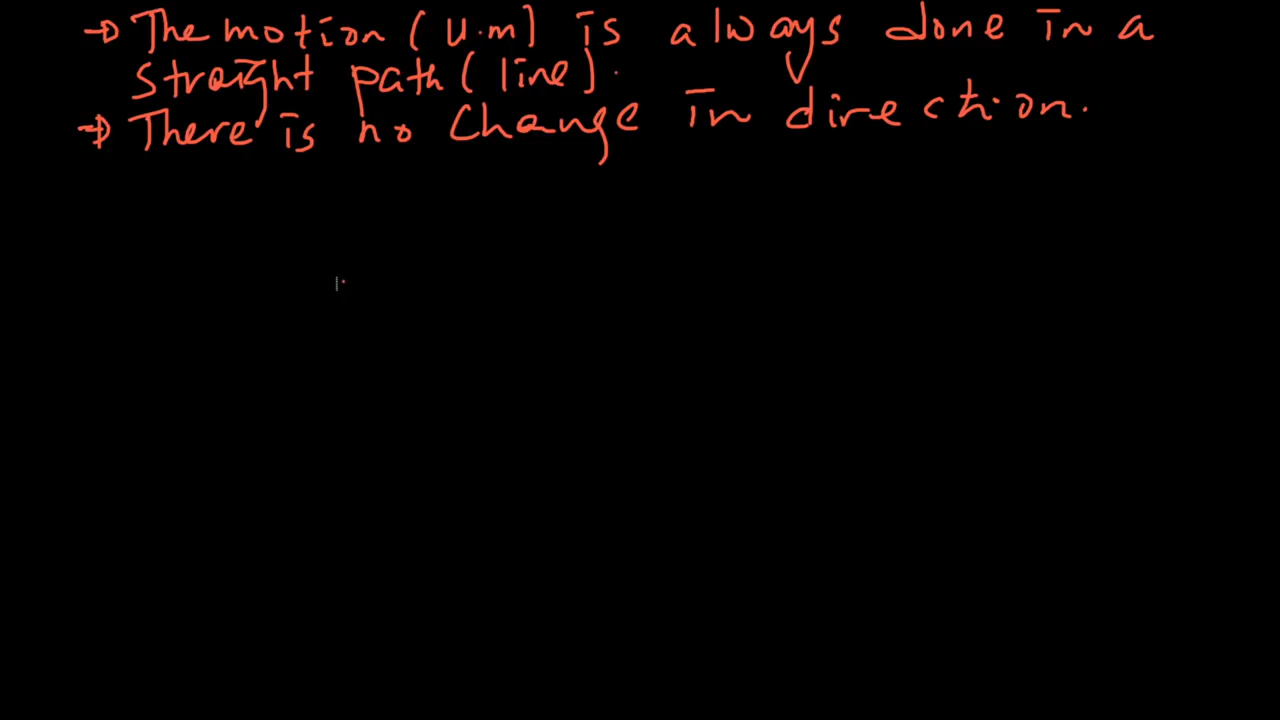 → The motion (U.m) is always done in a
straight path (line).
→ There is no change in direction.